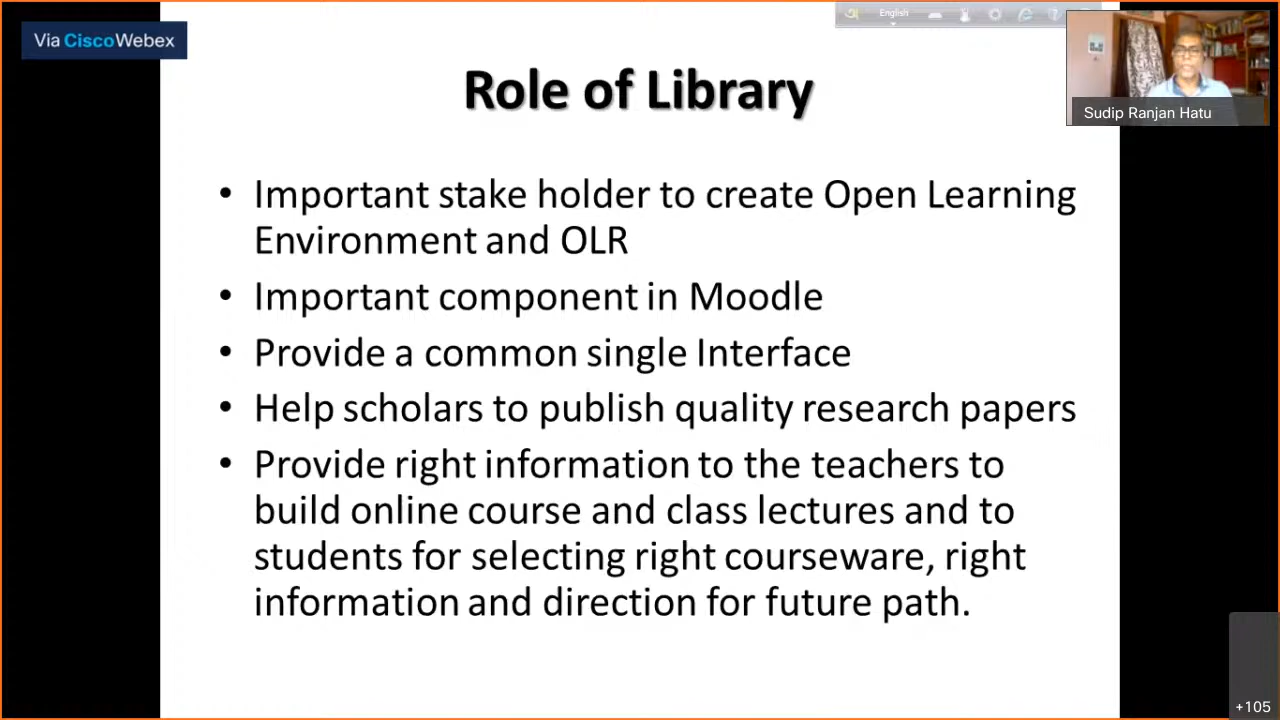 Via CiscoWebex
English
Sudip Ranjan Hatu
Role of Library
• Important stake holder to create Open Learning
Environment and OLR
• Important component in Moodle
• Provide a common single Interface
• Help scholars to publish quality research papers
• Provide right information to the teachers to
build online course and class lectures and to
students for selecting right courseware, right
information and direction for future path.
+105